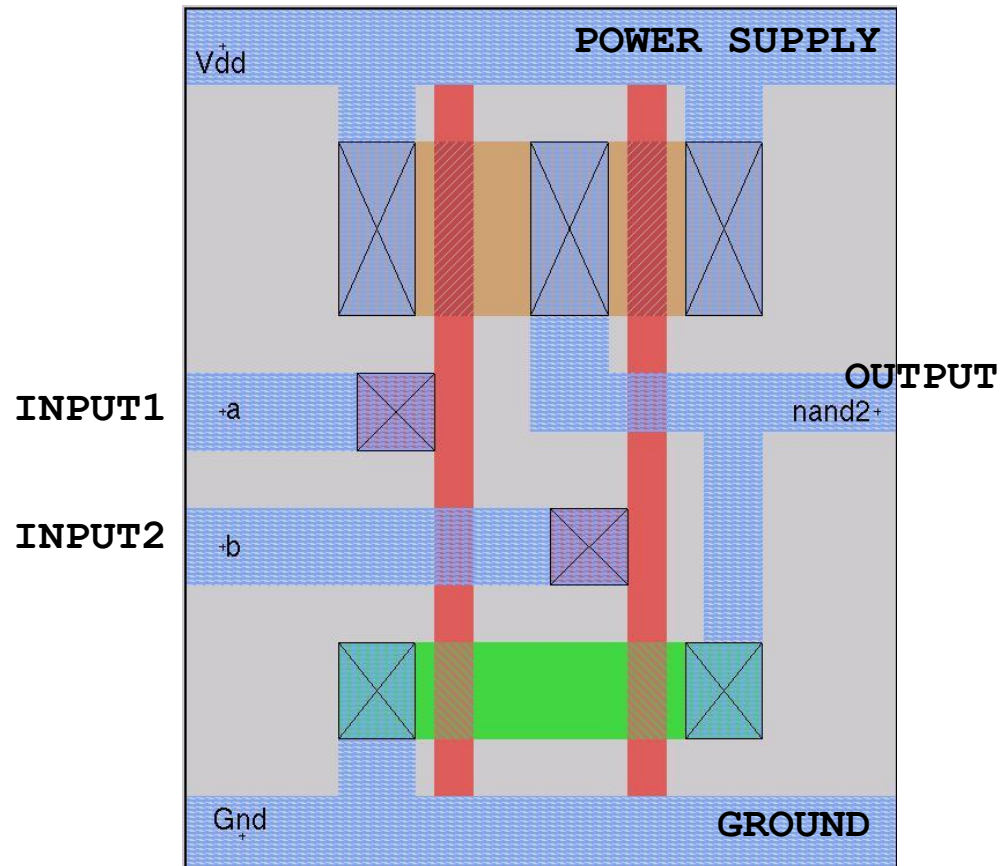 POWER SUPPLY
Vdd
OUTPUT
INPUT1
a
nand2
INPUT2
b
Gnd
GROUND